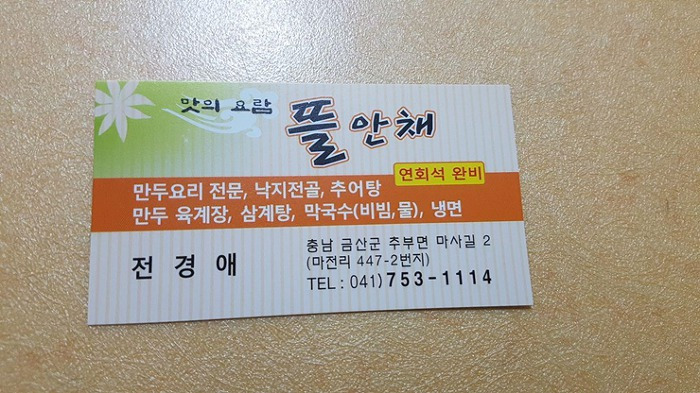 맛의 요람 뜰안채
연회석 완비
만두요리 전문, 낙지전골, 추어탕
만두 육계장, 삼계탕, 막국수(비빔,물), 냉면
전 경 애
충남 금산군 추부면 마사길 2
(마전리 447-2번지)
TEL : 041) 753-1114